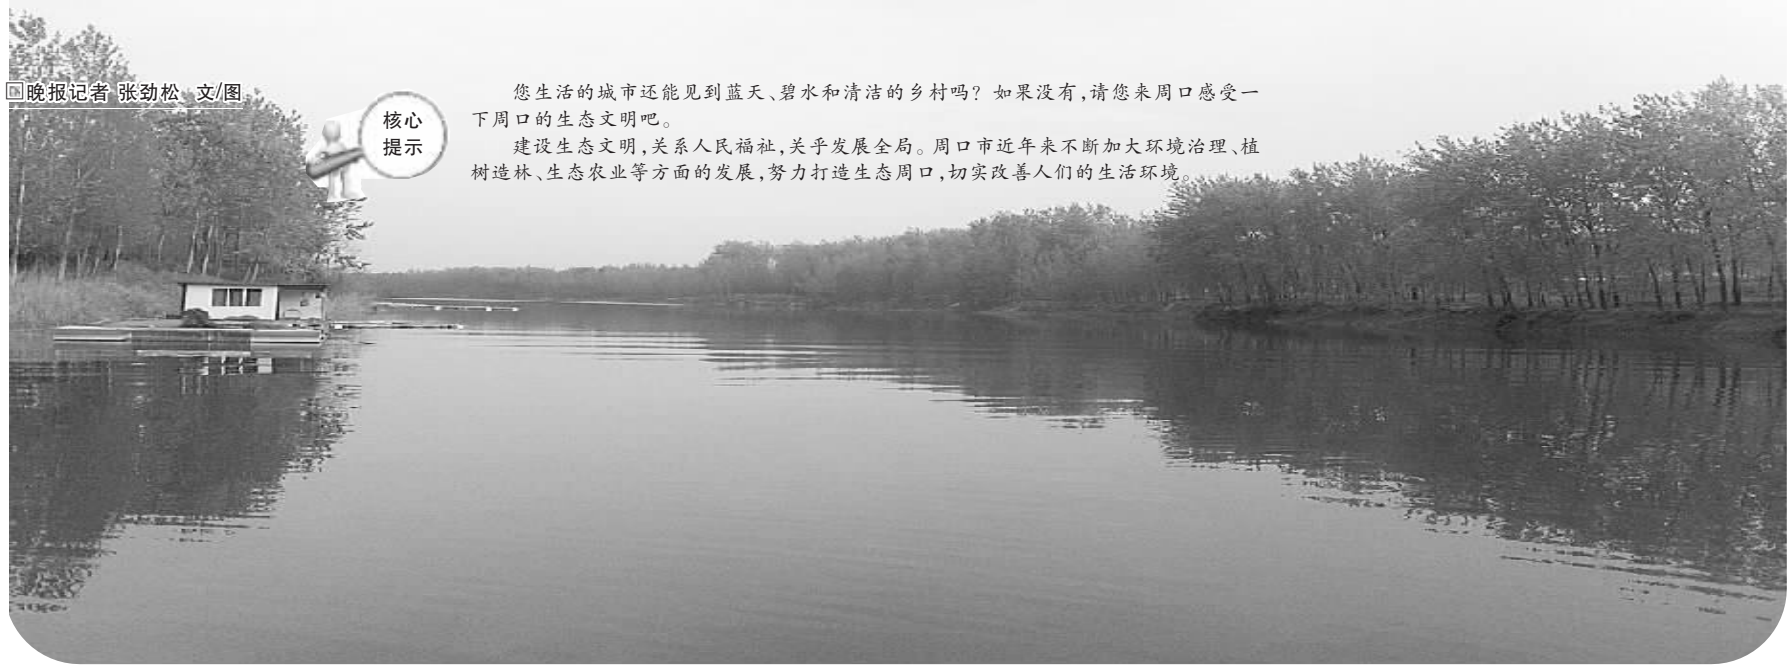 晚报记者 张劲松 文/图
核心
提示
您生活的城市还能见到蓝天、碧水和清洁的乡村吗？如果没有,请您来周口感受一
下周口的生态文明吧。
建设生态文明,关系人民福祉,关乎发展全局。周口市近年来不断加大环境治理、植
树造林、生态农业等方面的发展,努力打造生态周口,切实改善人们的生活环境。